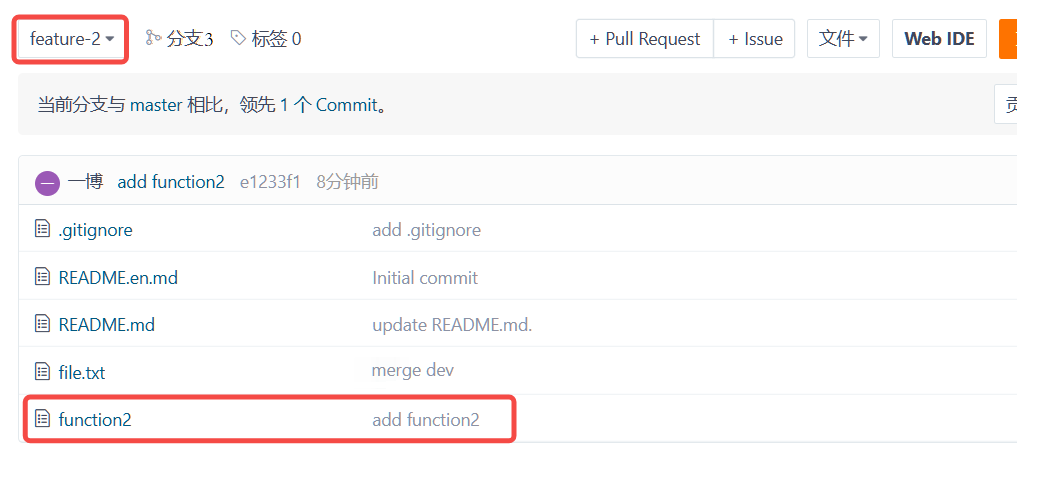 feature-2 分支3 标签 0 + Pull Request + Issue 文件 Web IDE
当前分支与 master 相比，领先 1 个 Commit。
一 一博 add function2 e1233f1 8分钟前
.gitignore add .gitignore
README.en.md Initial commit
README.md update README.md.
file.txt merge dev
function2 add function2